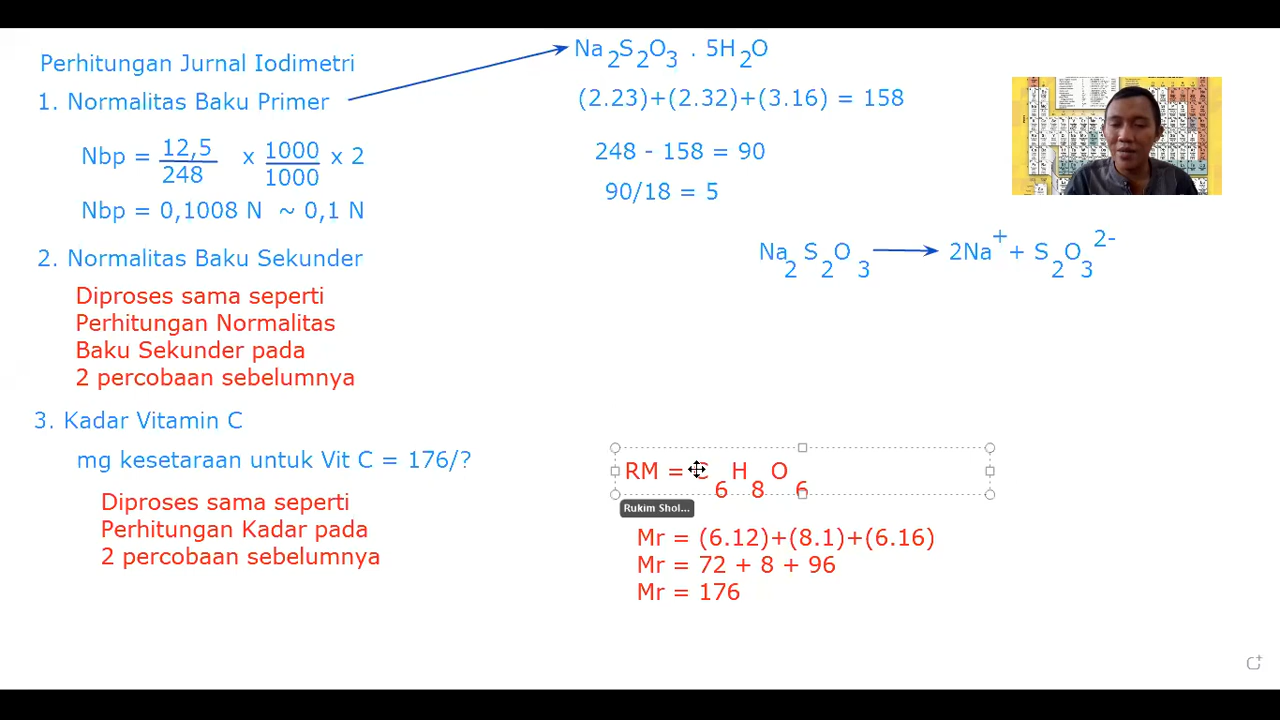 Perhitungan Jurnal Iodimetri
1. Normalitas Baku Primer
Nbp = 12,5/248 x 1000/1000 x 2
Nbp = 0,1008 N ~ 0,1 N
2. Normalitas Baku Sekunder
Diproses sama seperti
Perhitungan Normalitas
Baku Sekunder pada
2 percobaan sebelumnya
3. Kadar Vitamin C
mg kesetaraan untuk Vit C = 176/?
Diproses sama seperti
Perhitungan Kadar pada
2 percobaan sebelumnya
Na2S2O3 . 5H2O
(2.23)+(2.32)+(3.16) = 158
248 - 158 = 90
90/18 = 5
Na2S2O3 → 2Na+ + S2O3 2-
RM = C6H8O6
Rukim Shol...
Mr = (6.12)+(8.1)+(6.16)
Mr = 72 + 8 + 96
Mr = 176